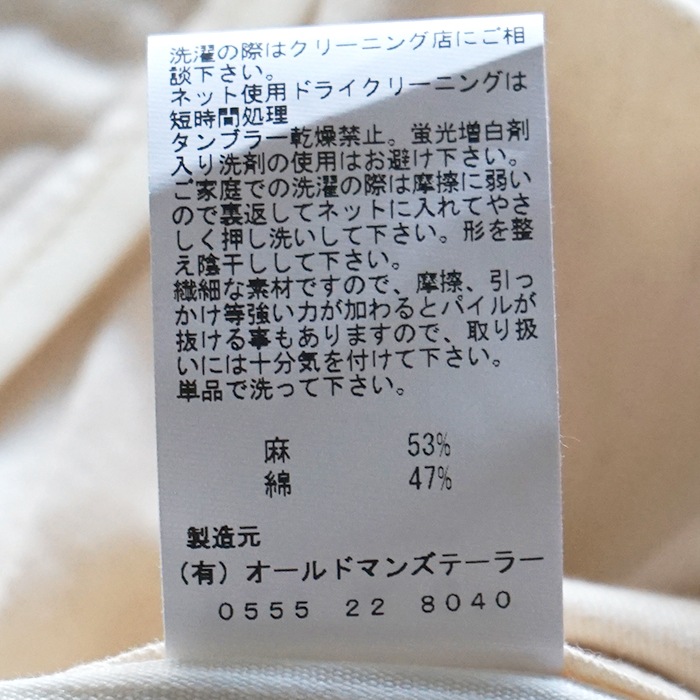 洗濯の際はクリーニング店にご相
談下さい。
ネット使用ドライクリーニングは
短時間処理
タンブラー乾燥禁止。蛍光増白剤
入り洗剤の使用はお避け下さい。
ご家庭での洗濯の際は摩擦に弱い
ので裏返してネットに入れてやさ
しく押し洗いして下さい。形を整
え陰干しして下さい。
繊細な素材ですので、摩擦、引っ
かけ等強い力が加わるとパイルが
抜ける事もありますので、取り扱
いには十分気を付けて下さい。
単品で洗って下さい。
麻 53%
綿 47%
製造元
（有）オールドマンズテーラー
0555 22 8040